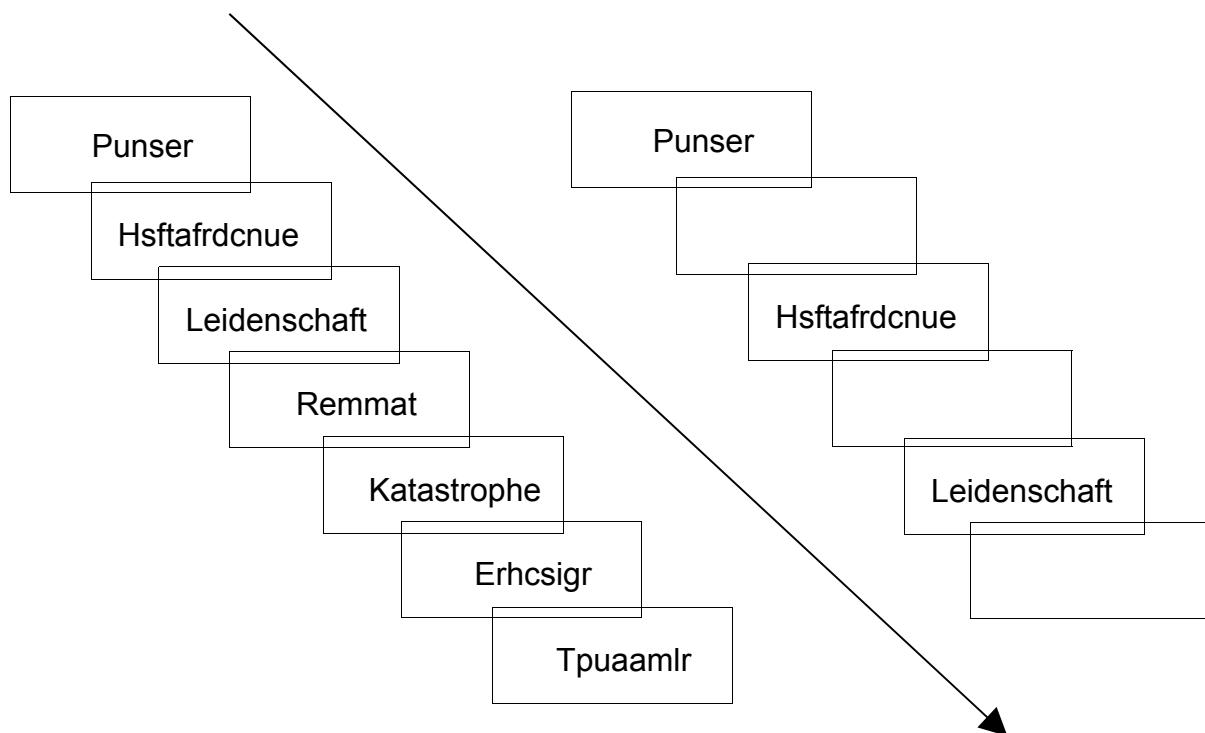 Punser
Hsftafrdcnue
Leidenschaft
Remmat
Katastrophe
Erhcsigr
Tpuaamlr
Punser
Hsftafrdcnue
Leidenschaft